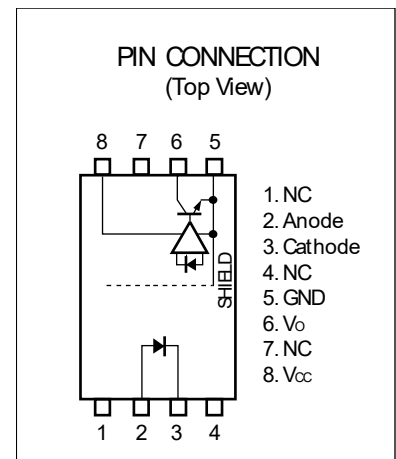 PIN CONNECTION
(Top View)
8 7 6 5
1. NC
2. Anode
3. Cathode
4. NC
5. GND
6. Vo
7. NC
8. Vcc
SHIELD
1 2 3 4